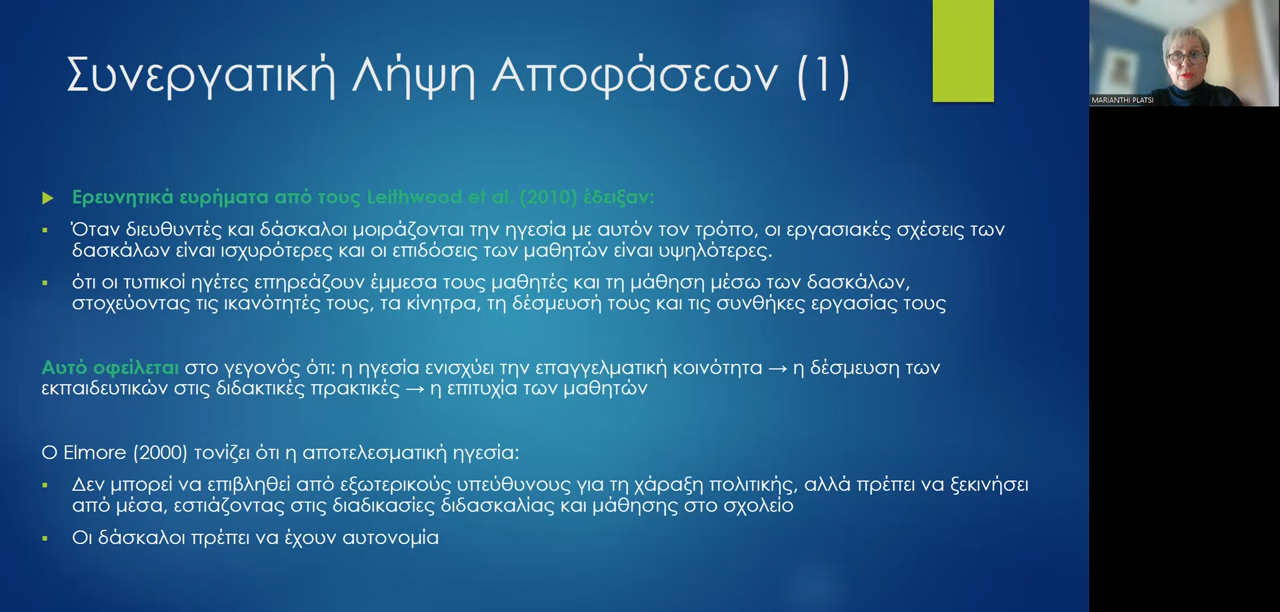 Συνεργατική Λήψη Αποφάσεων (1)
Ερευνητικά ευρήματα από τους Leithwood et al. (2010) έδειξαν:
Όταν διευθυντές και δάσκαλοι μοιράζονται την ηγεσία με αυτόν τον τρόπο, οι εργασιακές σχέσεις των
δασκάλων είναι ισχυρότερες και οι επιδόσεις των μαθητών είναι υψηλότερες.
ότι οι τυπικοί ηγέτες επηρεάζουν έμμεσα τους μαθητές και τη μάθηση μέσω των δασκάλων,
στοχεύοντας τις ικανότητές τους, τα κίνητρα, τη δέσμευσή τους και τις συνθήκες εργασίας τους
Αυτό οφείλεται στο γεγονός ότι: η ηγεσία ενισχύει την επαγγελματική κοινότητα → η δέσμευση των
εκπαιδευτικών στις διδακτικές πρακτικές → η επιτυχία των μαθητών
Ο Elmore (2000) τονίζει ότι η αποτελεσματική ηγεσία:
Δεν μπορεί να επιβληθεί από εξωτερικούς υπεύθυνους για τη χάραξη πολιτικής, αλλά πρέπει να ξεκινήσει
από μέσα, εστιάζοντας στις διαδικασίες διδασκαλίας και μάθησης στο σχολείο
Οι δάσκαλοι πρέπει να έχουν αυτονομία
MARIANTHI PLATSI